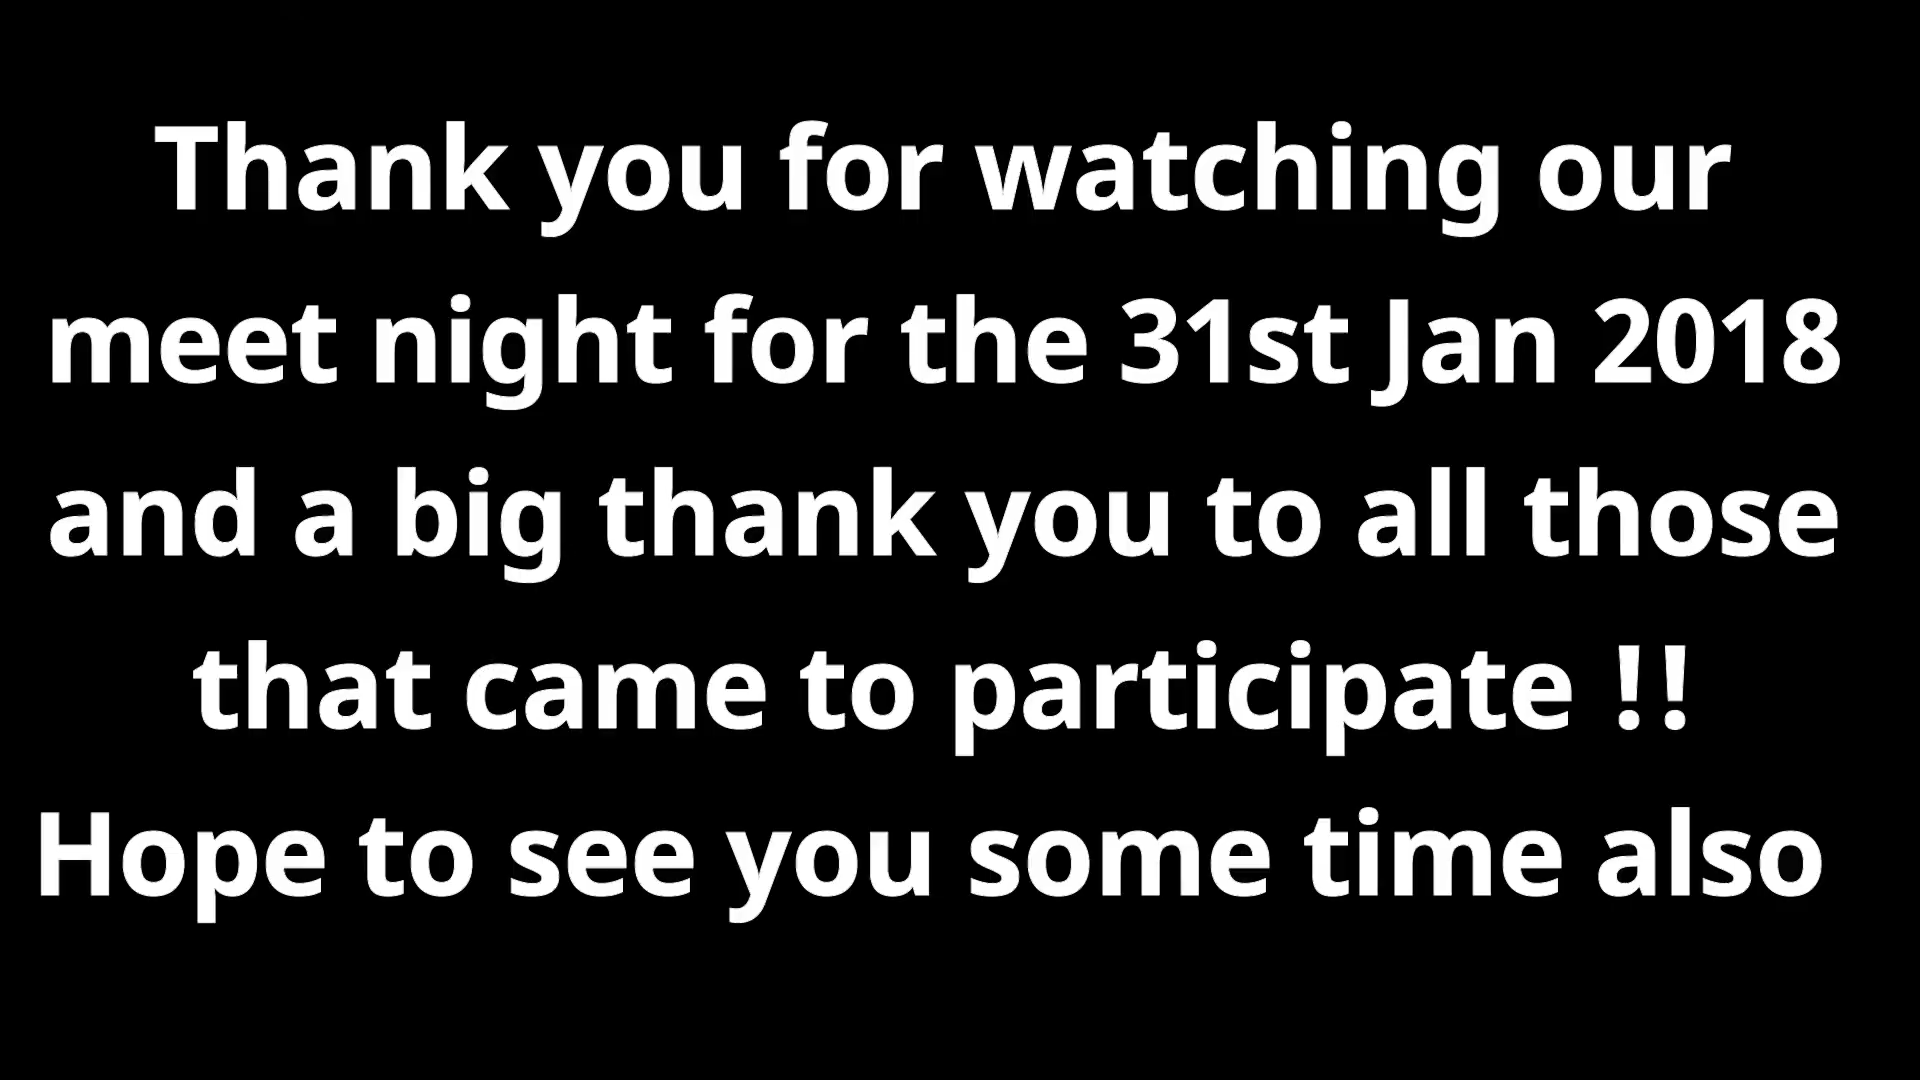 Thank you for watching our
meet night for the 31st Jan 2018
and a big thank you to all those
that came to participate !!
Hope to see you some time also